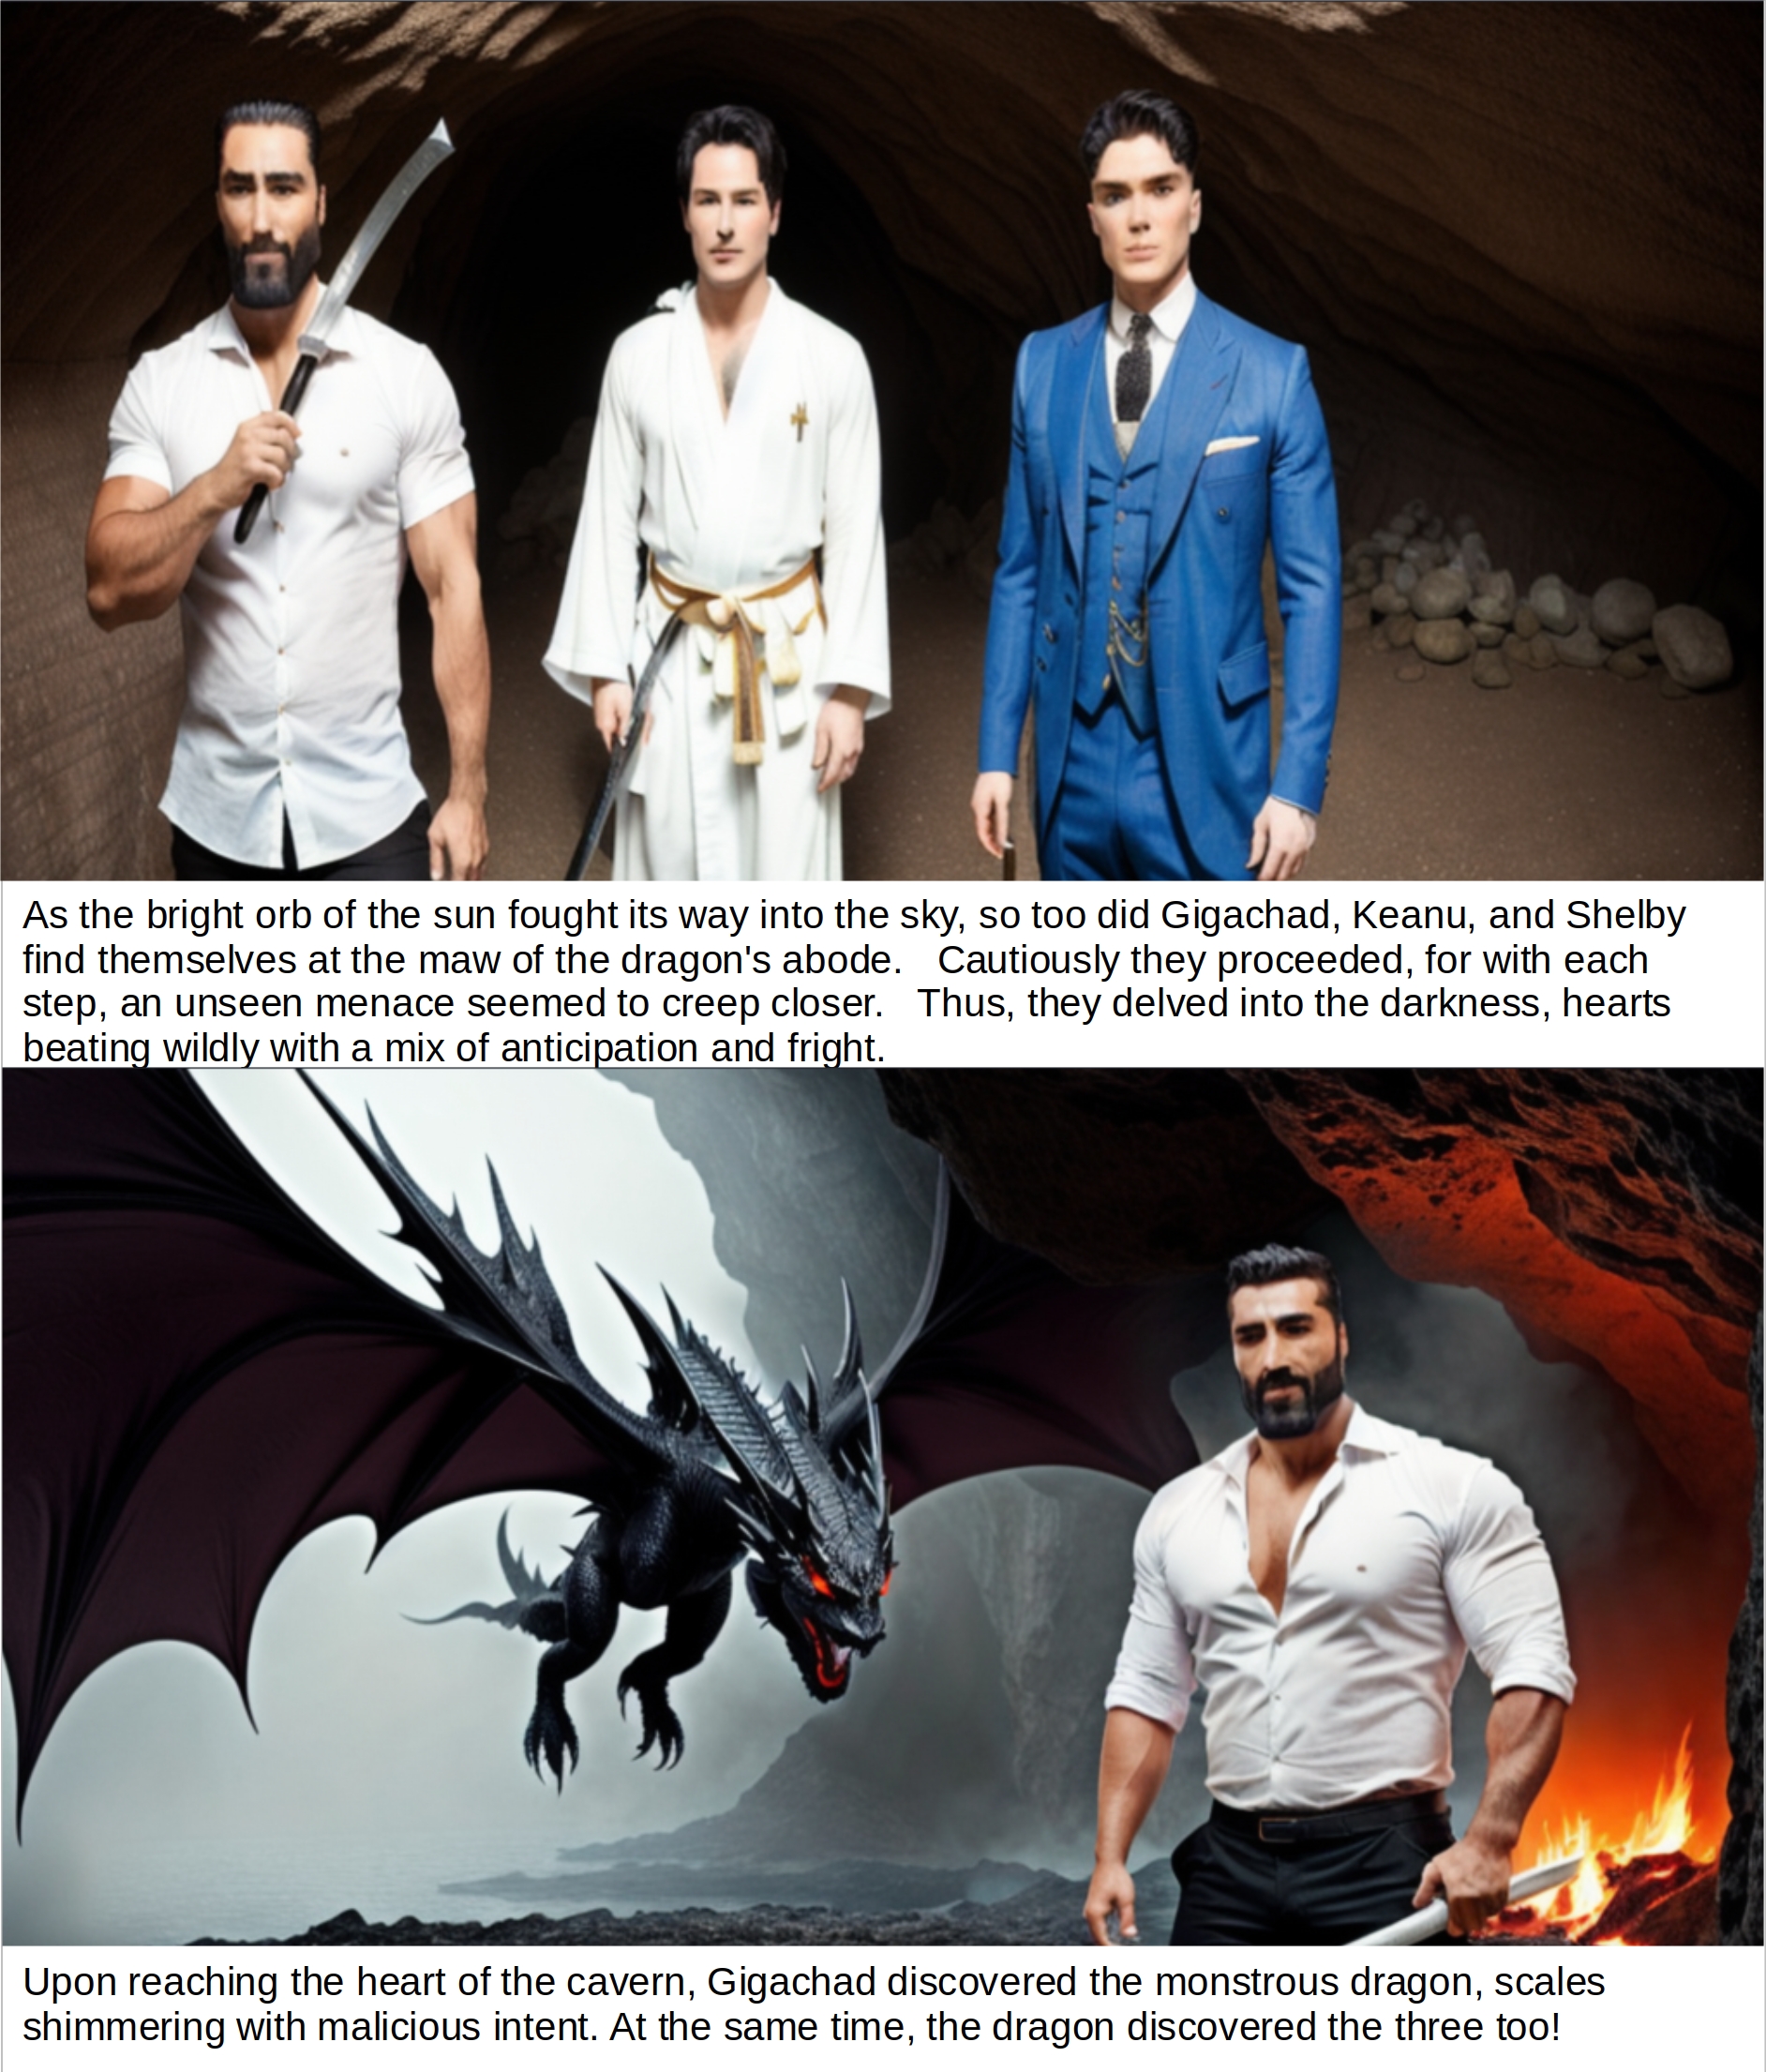 As the bright orb of the sun fought its way into the sky, so too did Gigachad, Keanu, and Shelby
find themselves at the maw of the dragon's abode.   Cautiously they proceeded, for with each
step, an unseen menace seemed to creep closer.   Thus, they delved into the darkness, hearts
beating wildly with a mix of anticipation and fright.
Upon reaching the heart of the cavern, Gigachad discovered the monstrous dragon, scales
shimmering with malicious intent. At the same time, the dragon discovered the three too!